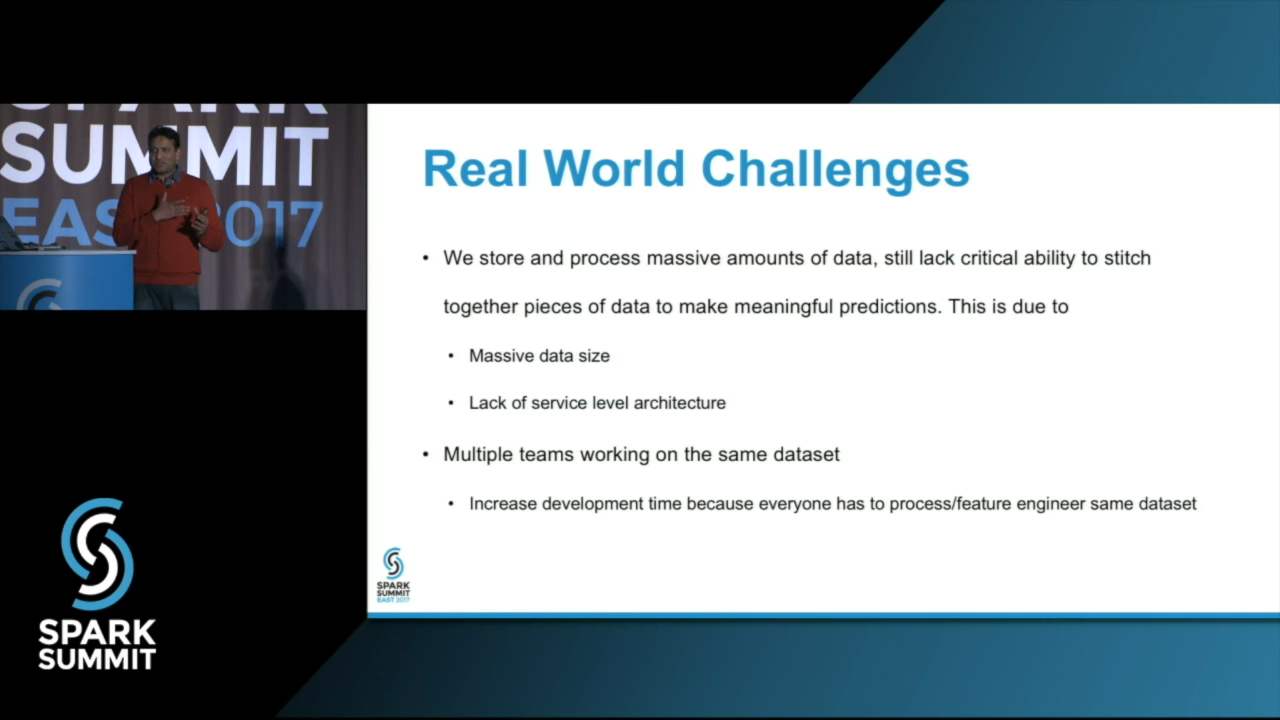 SPARK
SUMMIT
EAST 2017
Real World Challenges
• We store and process massive amounts of data, still lack critical ability to stitch
together pieces of data to make meaningful predictions. This is due to
• Massive data size
• Lack of service level architecture
• Multiple teams working on the same dataset
• Increase development time because everyone has to process/feature engineer same dataset
SPARK
SUMMIT
EAST 2017
SPARK
SUMMIT